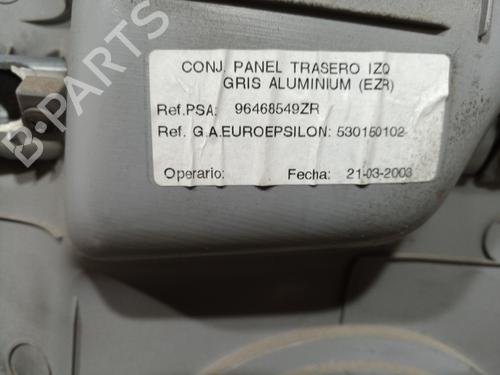 CONJ. PANEL TRASERO IZQ
GRIS ALUMINIUM (EZR)
Ref.PSA: 96468549ZR
Ref. G.A.EUROEPSILON: 530150102-
Operario: Fecha: 21-03-2003
B-PARTS